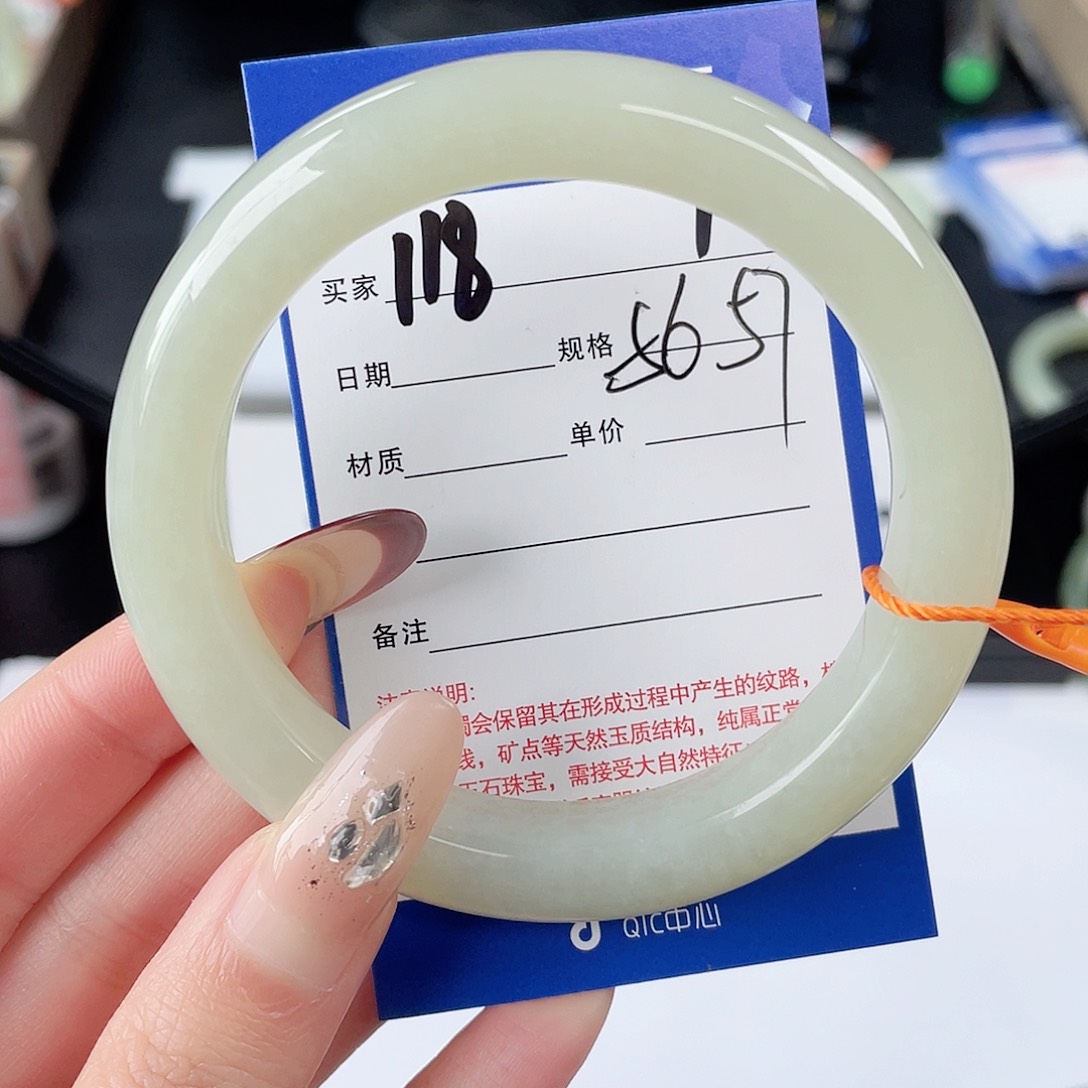 买家 118
日期 规格 56.57
材质 单价
备注
明:
会保留其在形成过程中产生的纹路,
线,矿点等天然玉质结构,纯属正常
玉石珠宝,需接受大自然特征
QIC中心